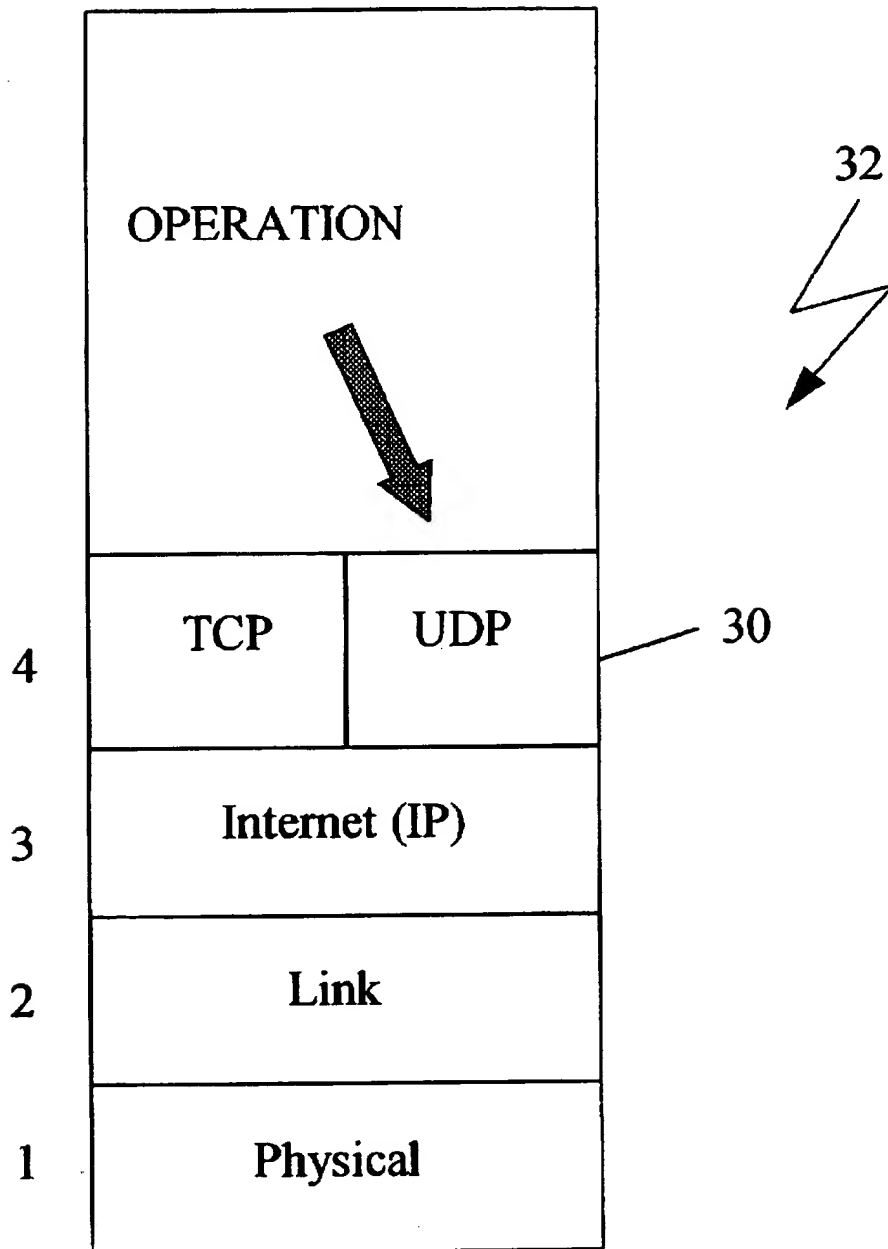 32
OPERATION
TCP UDP
30
4
Internet (IP)
3
Link
2
Physical
1